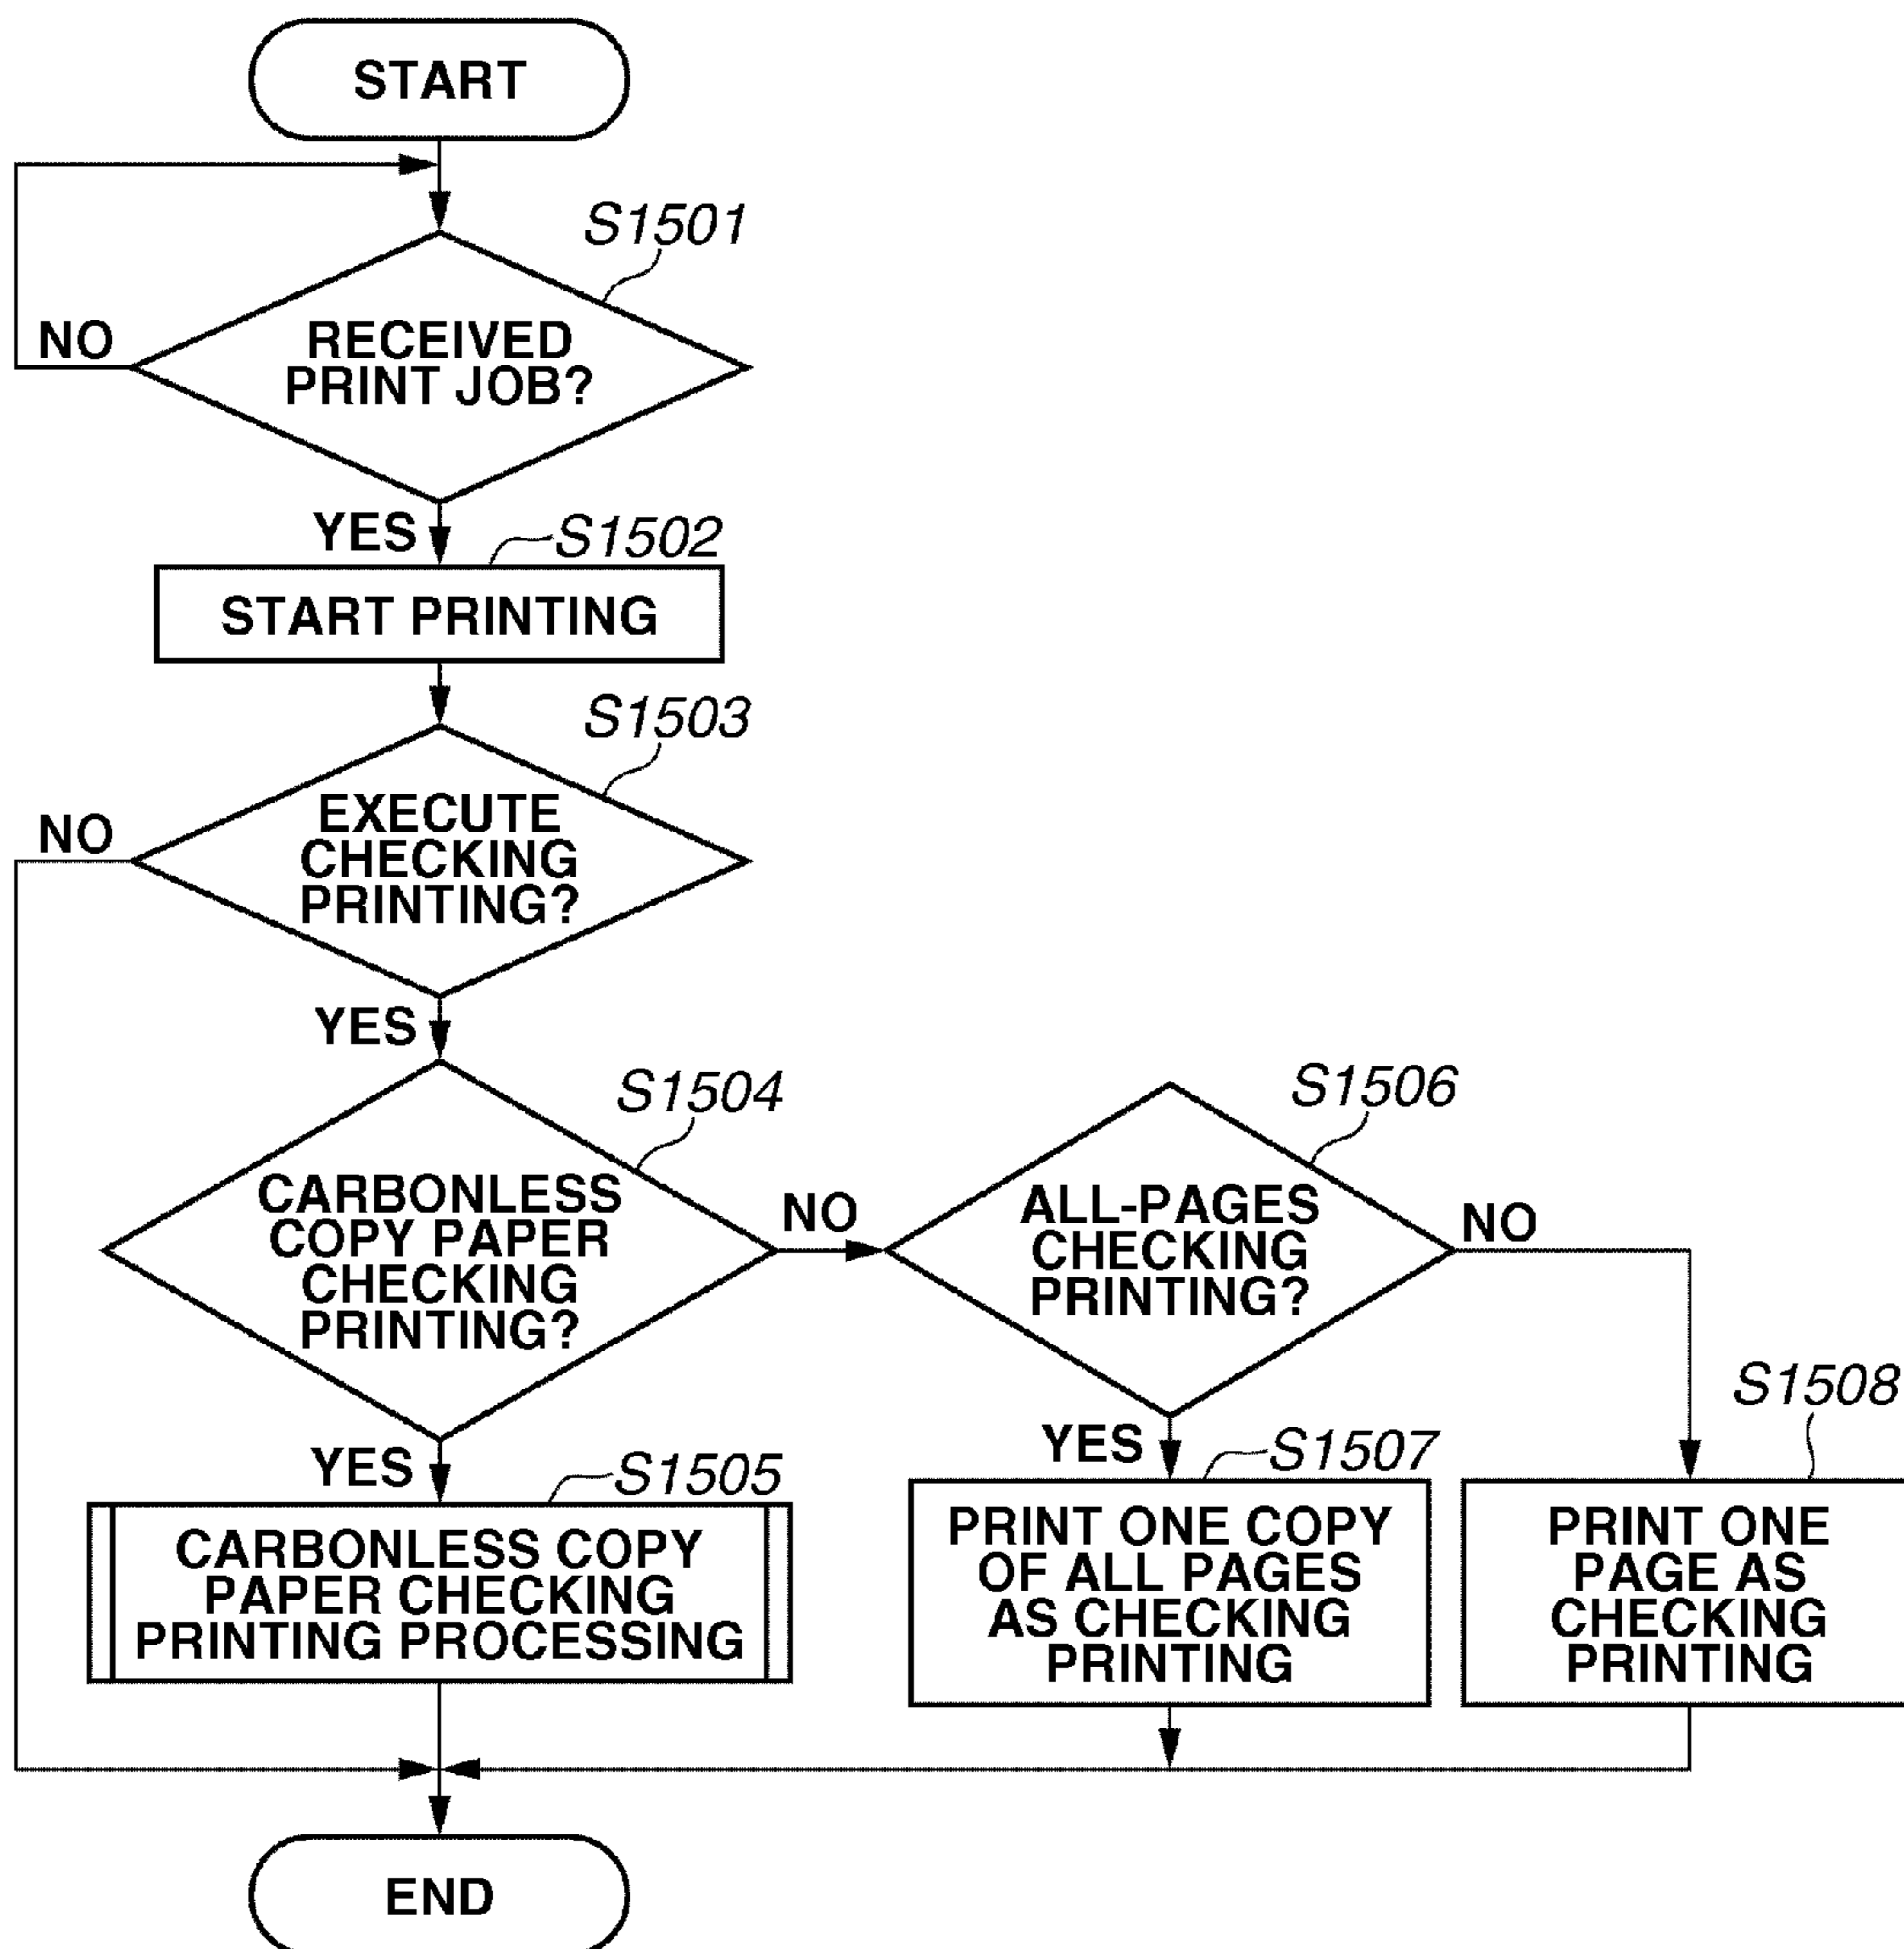 START
S1501
NO
RECEIVED
PRINT JOB?
YES
S1502
START PRINTING
S1503
NO
EXECUTE
CHECKING
PRINTING?
YES
S1504
CARBONLESS
COPY PAPER
CHECKING
PRINTING?
NO
S1506
ALL-PAGES
CHECKING
PRINTING?
NO
YES
S1505
CARBONLESS COPY
PAPER CHECKING
PRINTING PROCESSING
YES
S1507
PRINT ONE COPY
OF ALL PAGES
AS CHECKING
PRINTING
S1508
PRINT ONE
PAGE AS
CHECKING
PRINTING
END